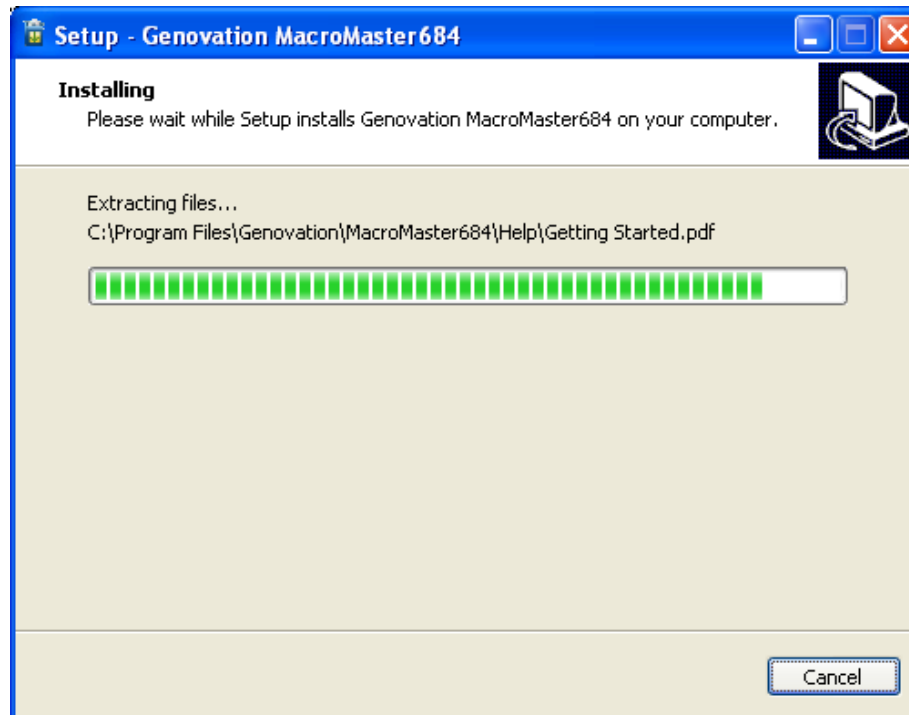 Setup - Genovation MacroMaster684
Installing
Please wait while Setup installs Genovation MacroMaster684 on your computer.
Extracting files...
C:\Program Files\Genovation\MacroMaster684\Help\Getting Started.pdf
Cancel